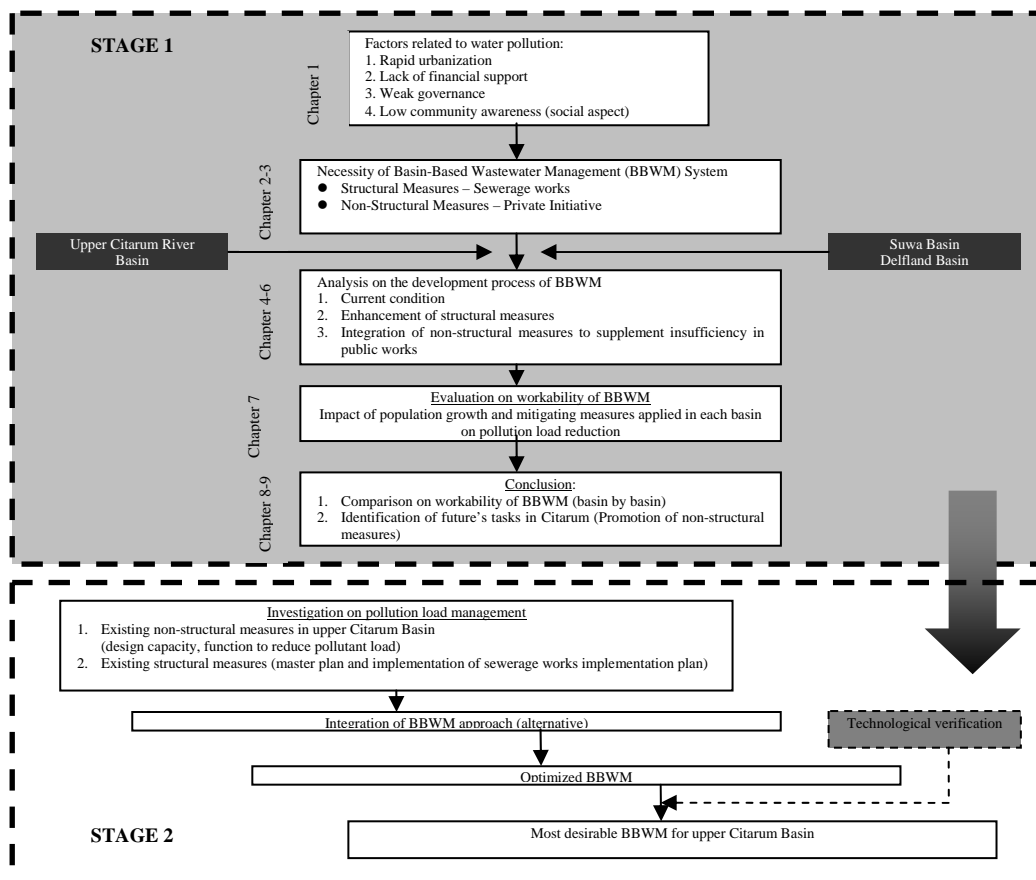 STAGE 1
Chapter 1
Factors related to water pollution:
1. Rapid urbanization
2. Lack of financial support
3. Weak governance
4. Low community awareness (social aspect)
Chapter 2-3
Necessity of Basin-Based Wastewater Management (BBWM) System
● Structural Measures – Sewerage works
● Non-Structural Measures – Private Initiative
Upper Citarum River
Basin
Suwa Basin
Delfland Basin
Chapter 4-6
Analysis on the development process of BBWM
1. Current condition
2. Enhancement of structural measures
3. Integration of non-structural measures to supplement insufficiency in
public works
Chapter 7
Evaluation on workability of BBWM
Impact of population growth and mitigating measures applied in each basin
on pollution load reduction
Chapter 8-9
Conclusion:
1. Comparison on workability of BBWM (basin by basin)
2. Identification of future's tasks in Citarum (Promotion of non-structural
measures)
Investigation on pollution load management
1. Existing non-structural measures in upper Citarum Basin
(design capacity, function to reduce pollutant load)
2. Existing structural measures (master plan and implementation of sewerage works implementation plan)
Integration of BBWM approach (alternative)
Technological verification
Optimized BBWM
Most desirable BBWM for upper Citarum Basin
STAGE 2